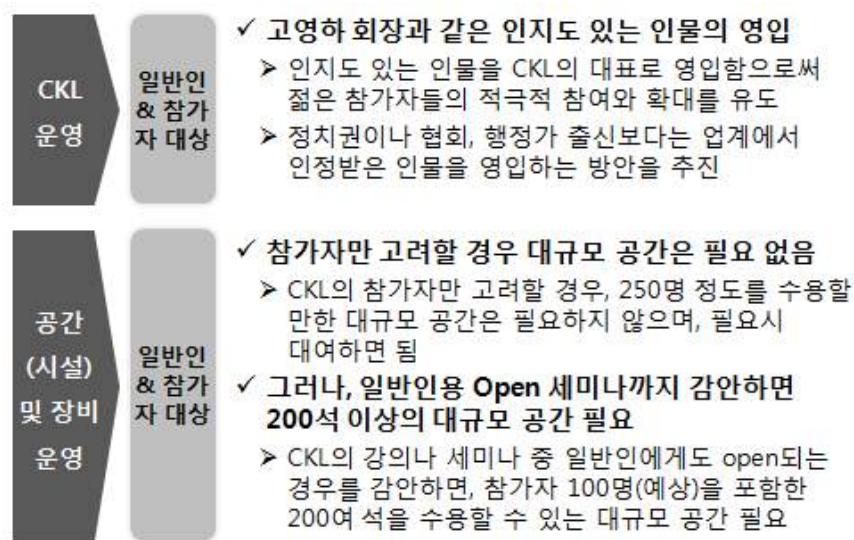 CKL
운영
일반인
& 참가
자 대상
✓ 고영하 회장과 같은 인지도 있는 인물의 영입
➤ 인지도 있는 인물을 CKL의 대표로 영입함으로써
젊은 참가자들의 적극적 참여와 확대를 유도
➤ 정치권이나 협회, 행정가 출신보다는 업계에서
인정받은 인물을 영입하는 방안을 추진
공간
(시설)
및 장비
운영
일반인
& 참가
자 대상
✓ 참가자만 고려할 경우 대규모 공간은 필요 없음
➤ CKL의 참가자만 고려할 경우, 250명 정도를 수용할
만한 대규모 공간은 필요하지 않으며, 필요시
대여하면 됨
✓ 그러나, 일반인용 Open 세미나까지 감안하면
200석 이상의 대규모 공간 필요
➤ CKL의 강의나 세미나 중 일반인에게도 open되는
경우를 감안하면, 참가자 100명(예상)을 포함한
200여 석을 수용할 수 있는 대규모 공간 필요